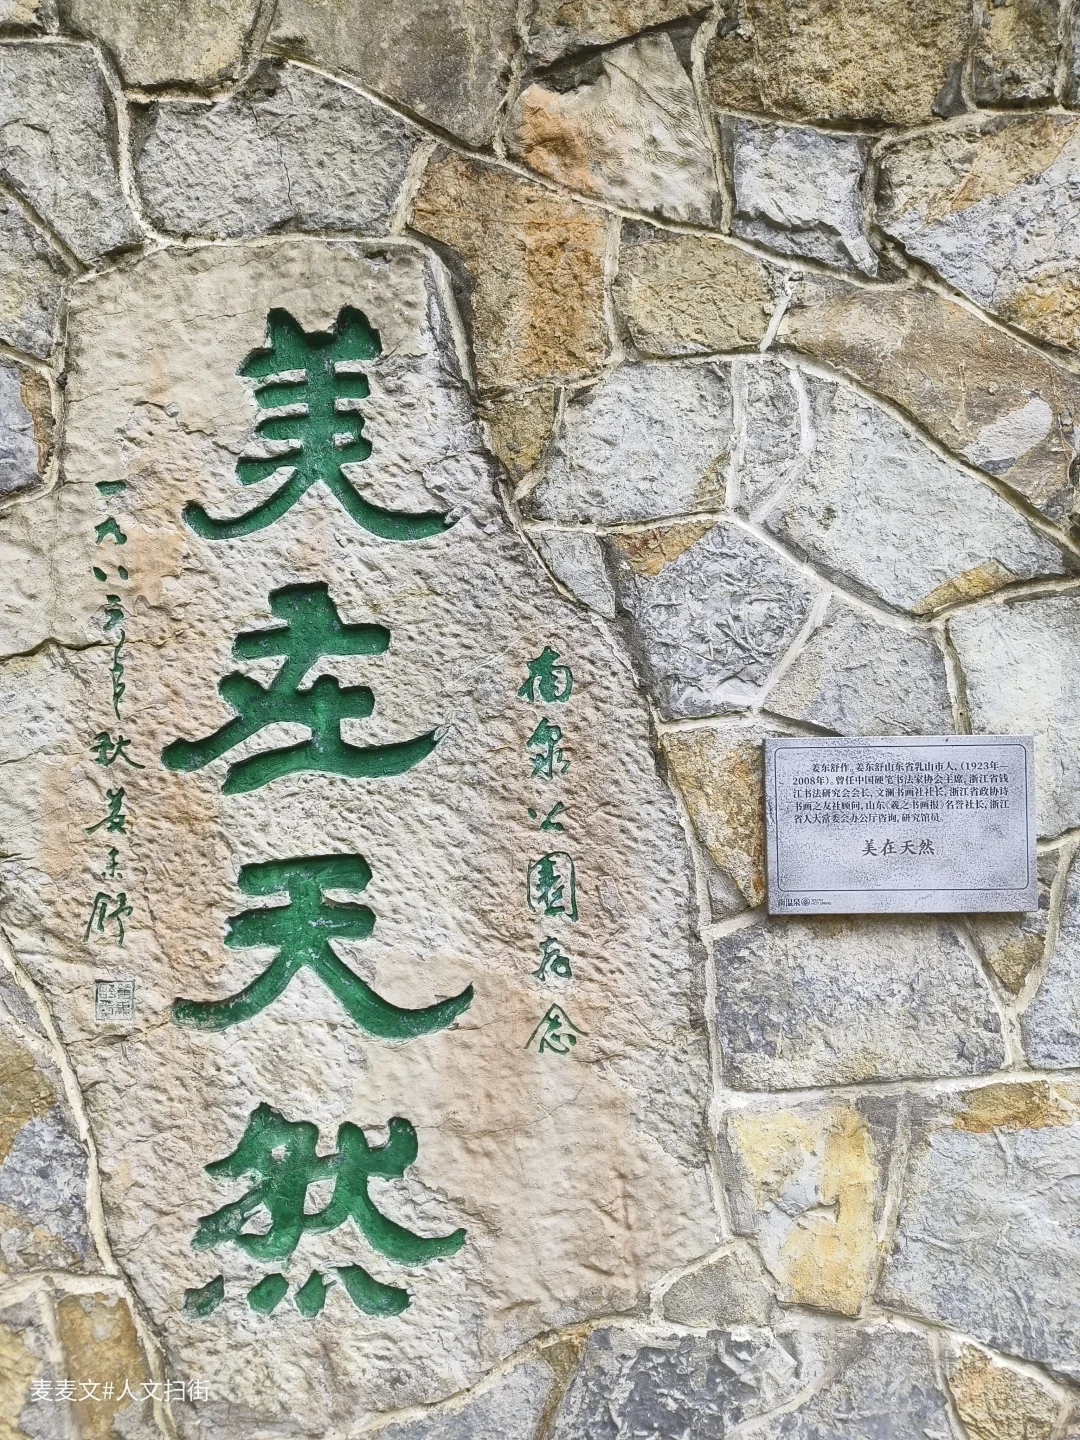 南泉公园存念
美在天然
一九八三年秋姜东舒
姜东舒作。姜东舒山东省乳山市人，（1923年—
2008年）。曾任中国硬笔书法家协会主席，浙江省钱
江书法研究会会长，文澜书画社社长，浙江省政协诗
书画之友社顾问，山东《羲之书画报》名誉社长，浙江
省人大常委会办公厅咨询，研究馆员。
美在天然
南温泉
麦麦文#人文扫街